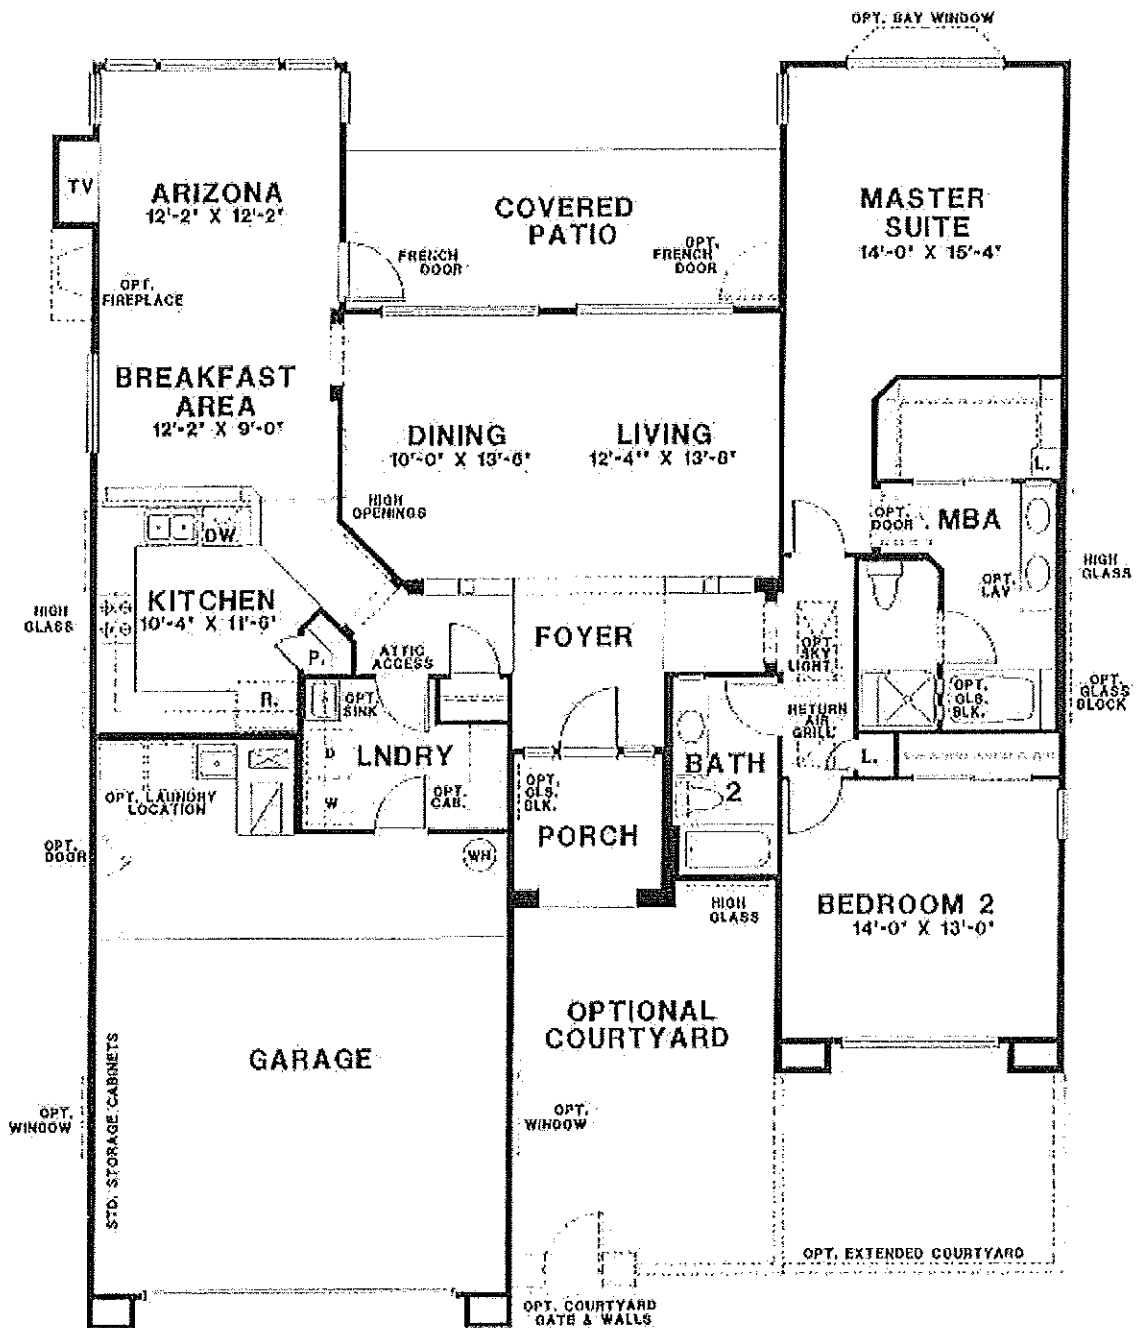 OPT. BAY WINDOW
TV
ARIZONA
12'-2" X 12'-2"
COVERED
PATIO
MASTER
SUITE
14'-0" X 15'-4"
FRENCH
DOOR
OPT.
FRENCH
DOOR
OPT.
FIREPLACE
BREAKFAST
AREA
12'-2" X 9'-0"
DINING
10'-0" X 13'-6"
LIVING
12'-4" X 13'-8"
L.
HIGH
OPENINGS
OPT.
DOOR
MBA
DW.
HIGH
GLASS
OPT.
LAV
HIGH
GLASS
KITCHEN
10'-4" X 11'-6"
P.
ATTIC
ACCESS
FOYER
OPT.
SKY
LIGHT
R.
OPT.
SINK
OPT.
GLS.
BLK.
OPT.
GLASS
BLOCK
RETURN
AIR
GRILL
D
LNDRY
W
OPT.
CAB.
OPT.
GLS.
BLK.
BATH
2
L.
OPT. LAUNDRY
LOCATION
OPT.
DOOR
WH
PORCH
HIGH
GLASS
BEDROOM 2
14'-0" X 13'-0"
OPTIONAL
COURTYARD
GARAGE
STD. STORAGE CABINETS
OPT.
WINDOW
OPT.
WINDOW
OPT. EXTENDED COURTYARD
OPT. COURTYARD
GATE & WALLS